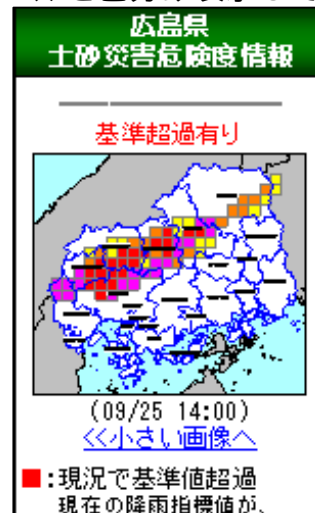 広島県
土砂災害危険度情報
基準超過有り
(09/25 14:00)
<<小さい画像へ
■:現況で基準値超過
現在の降雨指標値が、